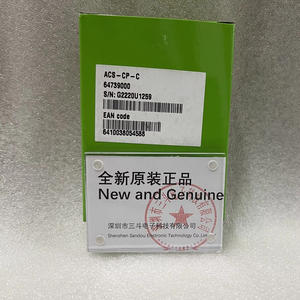 ACS-CP-C
64739000
S/N: G2220U1259
EAN code
6410038054588
全新原装正品
New and Genuine
深圳市三斗电子科技有限公司
Shenzhen Sandou Electronic Technology Co., Ltd